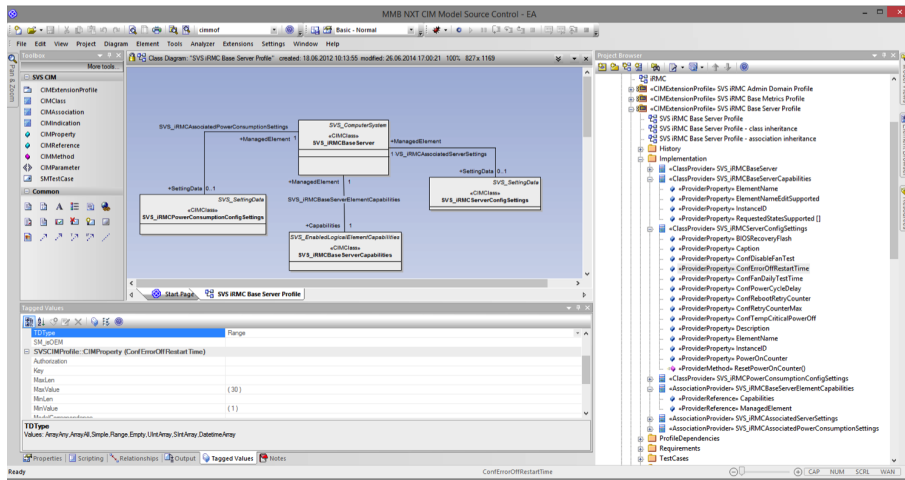 MMB NXT CIM Model Source Control - EA
cimmof
Basic - Normal
File Edit View Project Diagram Element Tools Analyzer Extensions Settings Window Help
Toolbox
More tools...
SVS CIM
CIMExtensionProfile
CIMClass
CIMAssociation
CIMIndication
CIMProperty
CIMReference
CIMMethod
CIMParameter
SMTestCase
Common
Pan & Zoom
Class Diagram: "SVS iRMC Base Server Profile" created: 18.06.2012 10:13:55 modified: 26.06.2014 17:00:21 100% 827 x 1169
SVS_iRMCAssociatedPowerConsumptionSettings
+ManagedElement 1
SVS_ComputerSystem
«CIMClass»
SVS_iRMCBaseServer
1 VS_iRMCAssociatedServerSettings
+SettingData 0..1
SVS_SettingData
«CIMClass»
SVS_iRMCPowerConsumptionConfigSettings
+ManagedElement 1
SVS_iRMCBaseServerElementCapabilities
+Capabilities 1
+SettingData 0..1
SVS_SettingData
«CIMClass»
SVS_iRMCServerConfigSettings
SVS_EnabledLogicalElementCapabilities
«CIMClass»
SVS_iRMCBaseServerCapabilities
Start Page
SVS iRMC Base Server Profile
Tagged Values
TDType Range
SM_isOEM
SVSCIMProfile::CIMProperty (ConfErrorOffRestartTime)
Authorization
Key
MaxLen
MaxValue (30)
MinLen
MinValue (1)
TDType
Values: ArrayAny,ArrayAll,Simple,Range,Empty,UIntArray,SIntArray,DatetimeArray
Properties Scripting Relationships Output Tagged Values Notes
Project Browser
iRMC
«CIMExtensionProfile» SVS iRMC Admin Domain Profile
«CIMExtensionProfile» SVS iRMC Base Metrics Profile
«CIMExtensionProfile» SVS iRMC Base Server Profile
SVS iRMC Base Server Profile
SVS iRMC Base Server Profile - class inheritance
SVS iRMC Base Server Profile - association inheritance
History
Implementation
«ClassProvider» SVS_iRMCBaseServer
«ClassProvider» SVS_iRMCBaseServerCapabilities
«ProviderProperty» ElementName
«ProviderProperty» ElementNameEditSupported
«ProviderProperty» InstanceID
«ProviderProperty» RequestedStatesSupported []
«ClassProvider» SVS_iRMCServerConfigSettings
«ProviderProperty» BIOSRecoveryFlash
«ProviderProperty» Caption
«ProviderProperty» ConfDisableFanTest
«ProviderProperty» ConfErrorOffRestartTime
«ProviderProperty» ConfFanDailyTestTime
«ProviderProperty» ConfPowerCycleDelay
«ProviderProperty» ConfRebootRetryCounter
«ProviderProperty» ConfRetryCounterMax
«ProviderProperty» ConfTempCriticalPowerOff
«ProviderProperty» Description
«ProviderProperty» ElementName
«ProviderProperty» InstanceID
«ProviderProperty» PowerOnCounter
«ProviderMethod» ResetPowerOnCounter()
«ClassProvider» SVS_iRMCPowerConsumptionConfigSettings
«AssociationProvider» SVS_iRMCBaseServerElementCapabilities
«ProviderReference» Capabilities
«ProviderReference» ManagedElement
«AssociationProvider» SVS_iRMCAssociatedServerSettings
«AssociationProvider» SVS_iRMCAssociatedPowerConsumptionSettings
ProfileDependencies
Requirements
TestCases
Ready
ConfErrorOffRestartTime
CAP NUM SCRL WAN